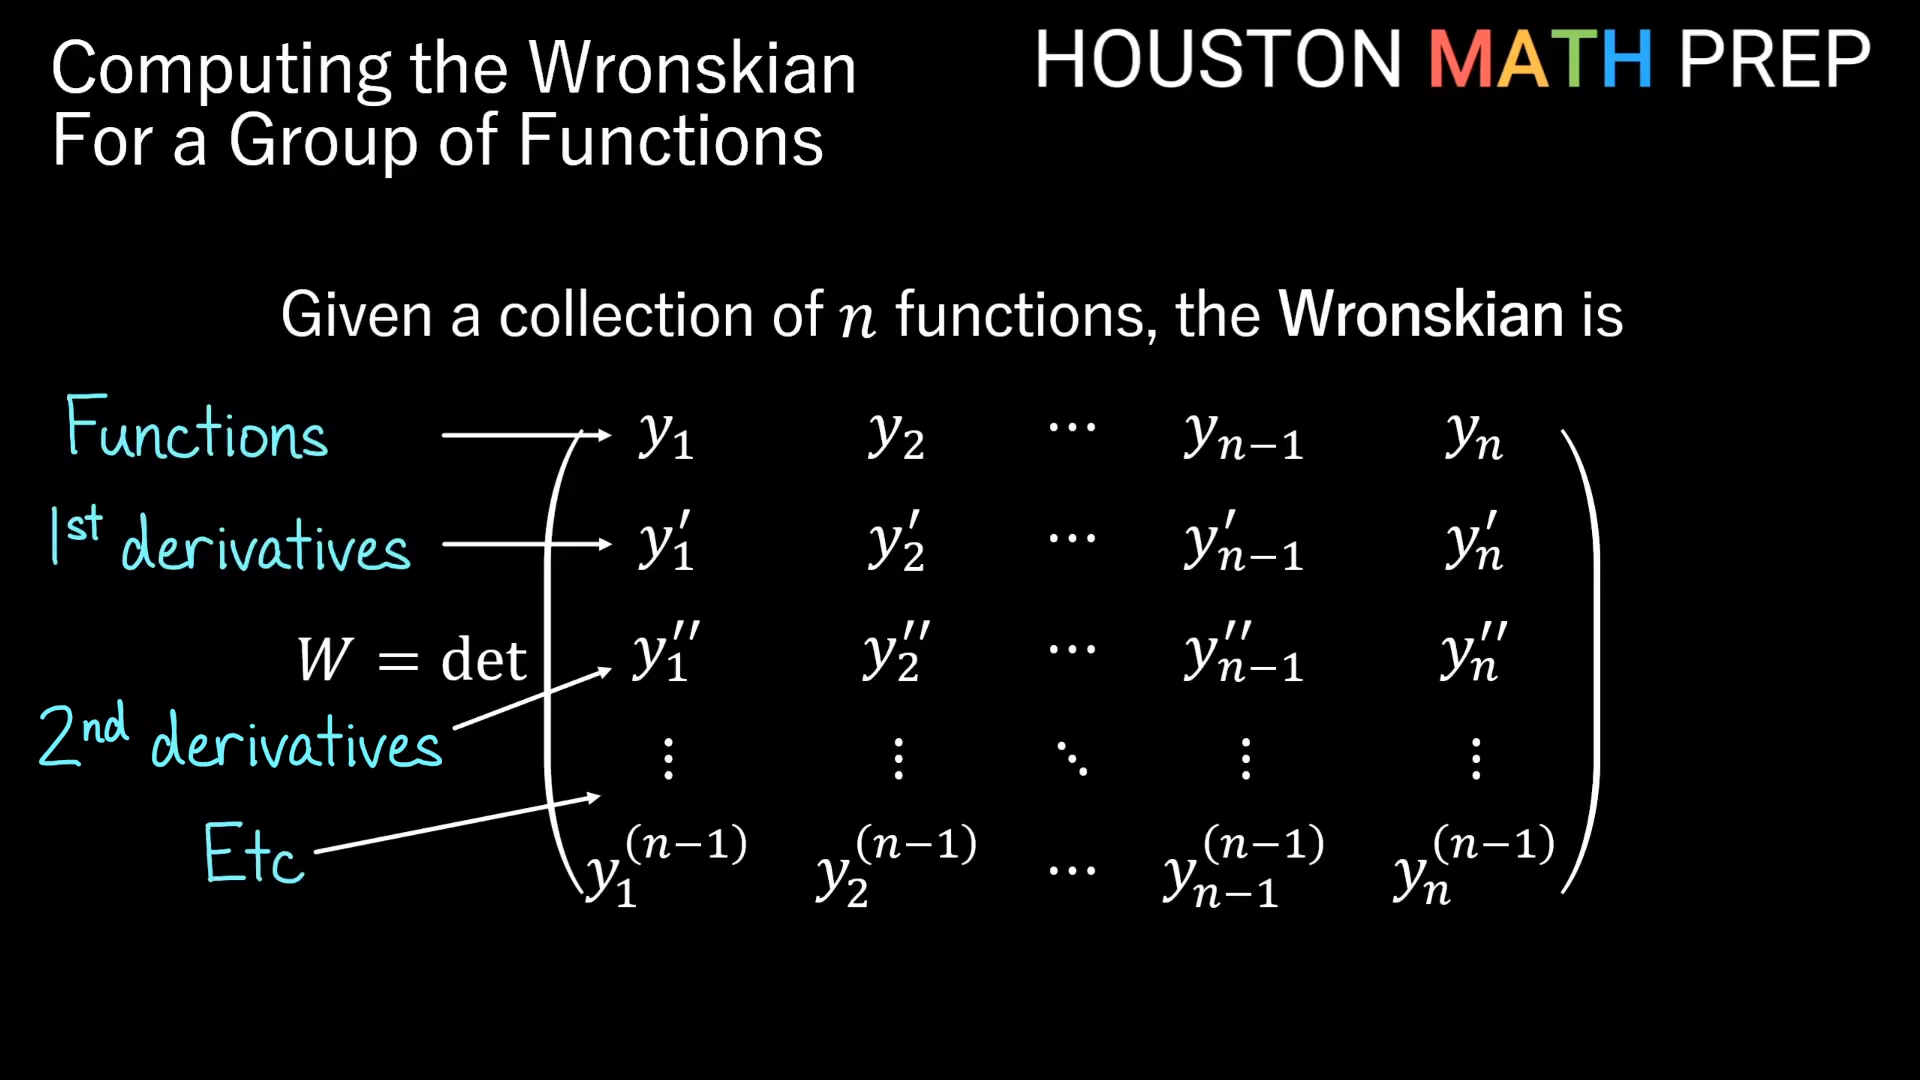 Computing the Wronskian
For a Group of Functions
HOUSTON MATH PREP
Given a collection of n functions, the Wronskian is
Functions y₁ y₂ ⋯ yₙ₋₁ yₙ
1ˢᵗ derivatives y₁′ y₂′ ⋯ y′ₙ₋₁ yₙ′
W = det y₁′′ y₂′′ ⋯ y′′ₙ₋₁ yₙ′′
2ⁿᵈ derivatives ⋮ ⋮ ⋱ ⋮ ⋮
Etc y₁⁽ⁿ⁻¹⁾ y₂⁽ⁿ⁻¹⁾ ⋯ yₙ₋₁⁽ⁿ⁻¹⁾ yₙ⁽ⁿ⁻¹⁾